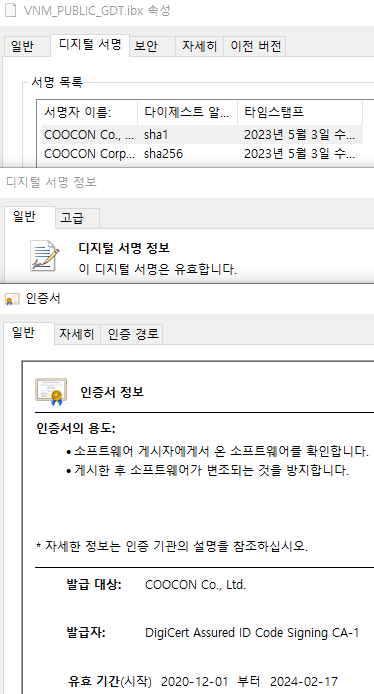 VNM_PUBLIC_GDT.ibx 속성
일반 디지털 서명 보안 자세히 이전 버전
서명 목록
서명자 이름: 다이제스트 알... 타임스탬프
COOCON Co., ... sha1 2023년 5월 3일 수...
COOCON Corp... sha256 2023년 5월 3일 수...
디지털 서명 정보
일반 고급
디지털 서명 정보
이 디지털 서명은 유효합니다.
인증서
일반 자세히 인증 경로
인증서 정보
인증서의 용도:
• 소프트웨어 게시자에게서 온 소프트웨어를 확인합니다.
• 게시한 후 소프트웨어가 변조되는 것을 방지합니다.
* 자세한 정보는 인증 기관의 설명을 참조하십시오.
발급 대상: COOCON Co., Ltd.
발급자: DigiCert Assured ID Code Signing CA-1
유효 기간(시작) 2020-12-01 부터 2024-02-17